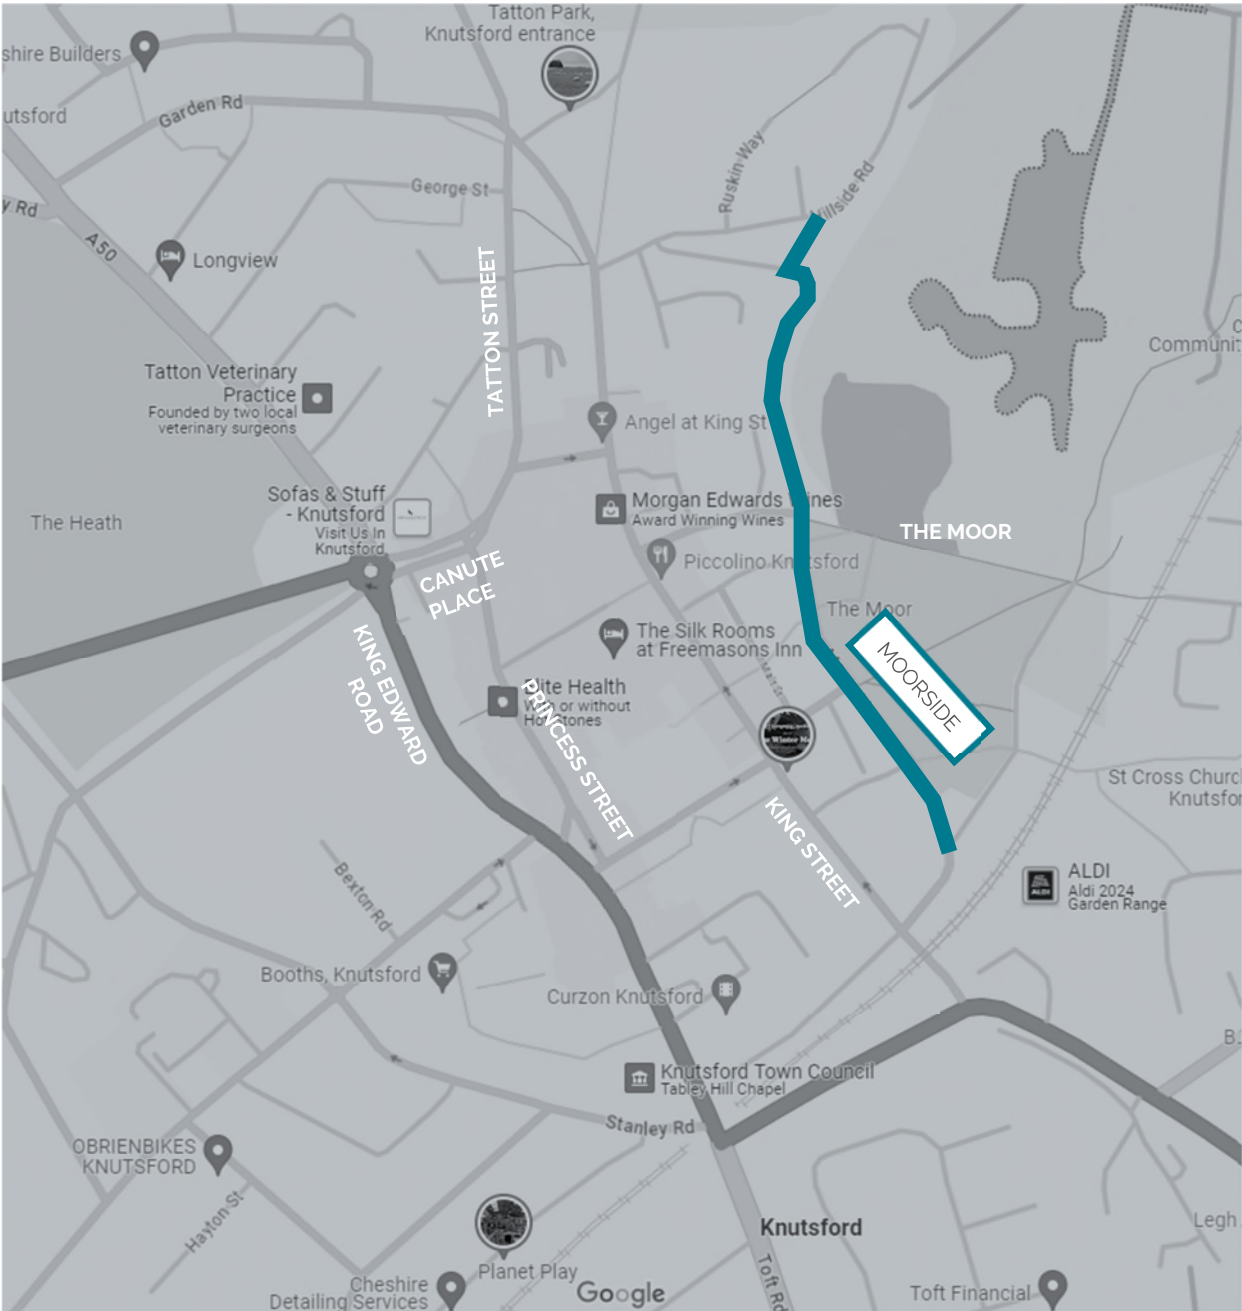 Tatton Park,
Knutsford entrance
shire Builders
utsford
Garden Rd
Ruskin Way
George St
Hillside Rd
y Rd
A50
Longview
TATTON STREET
Communit
Tatton Veterinary
Practice
Founded by two local
veterinary surgeons
Angel at King St
Sofas & Stuff
- Knutsford
Visit Us In
Knutsford
Morgan Edwards Wines
Award Winning Wines
The Heath
THE MOOR
Piccolino Knutsford
CANUTE
PLACE
The Moor
The Silk Rooms
at Freemasons Inn
MOORSIDE
KING EDWARD
ROAD
Elite Health
With or without
Hot Stones
PRINCESS STREET
St Cross Churc
Knutsfor
KING STREET
Bexton Rd
ALDI
Aldi 2024
Garden Range
Booths, Knutsford
Curzon Knutsford
Knutsford Town Council
Tabley Hill Chapel
Stanley Rd
OBRIENBIKES
KNUTSFORD
Hayton St
Knutsford
Legh
Toft Rd
Planet Play
Cheshire
Detailing Services
Google
Toft Financial